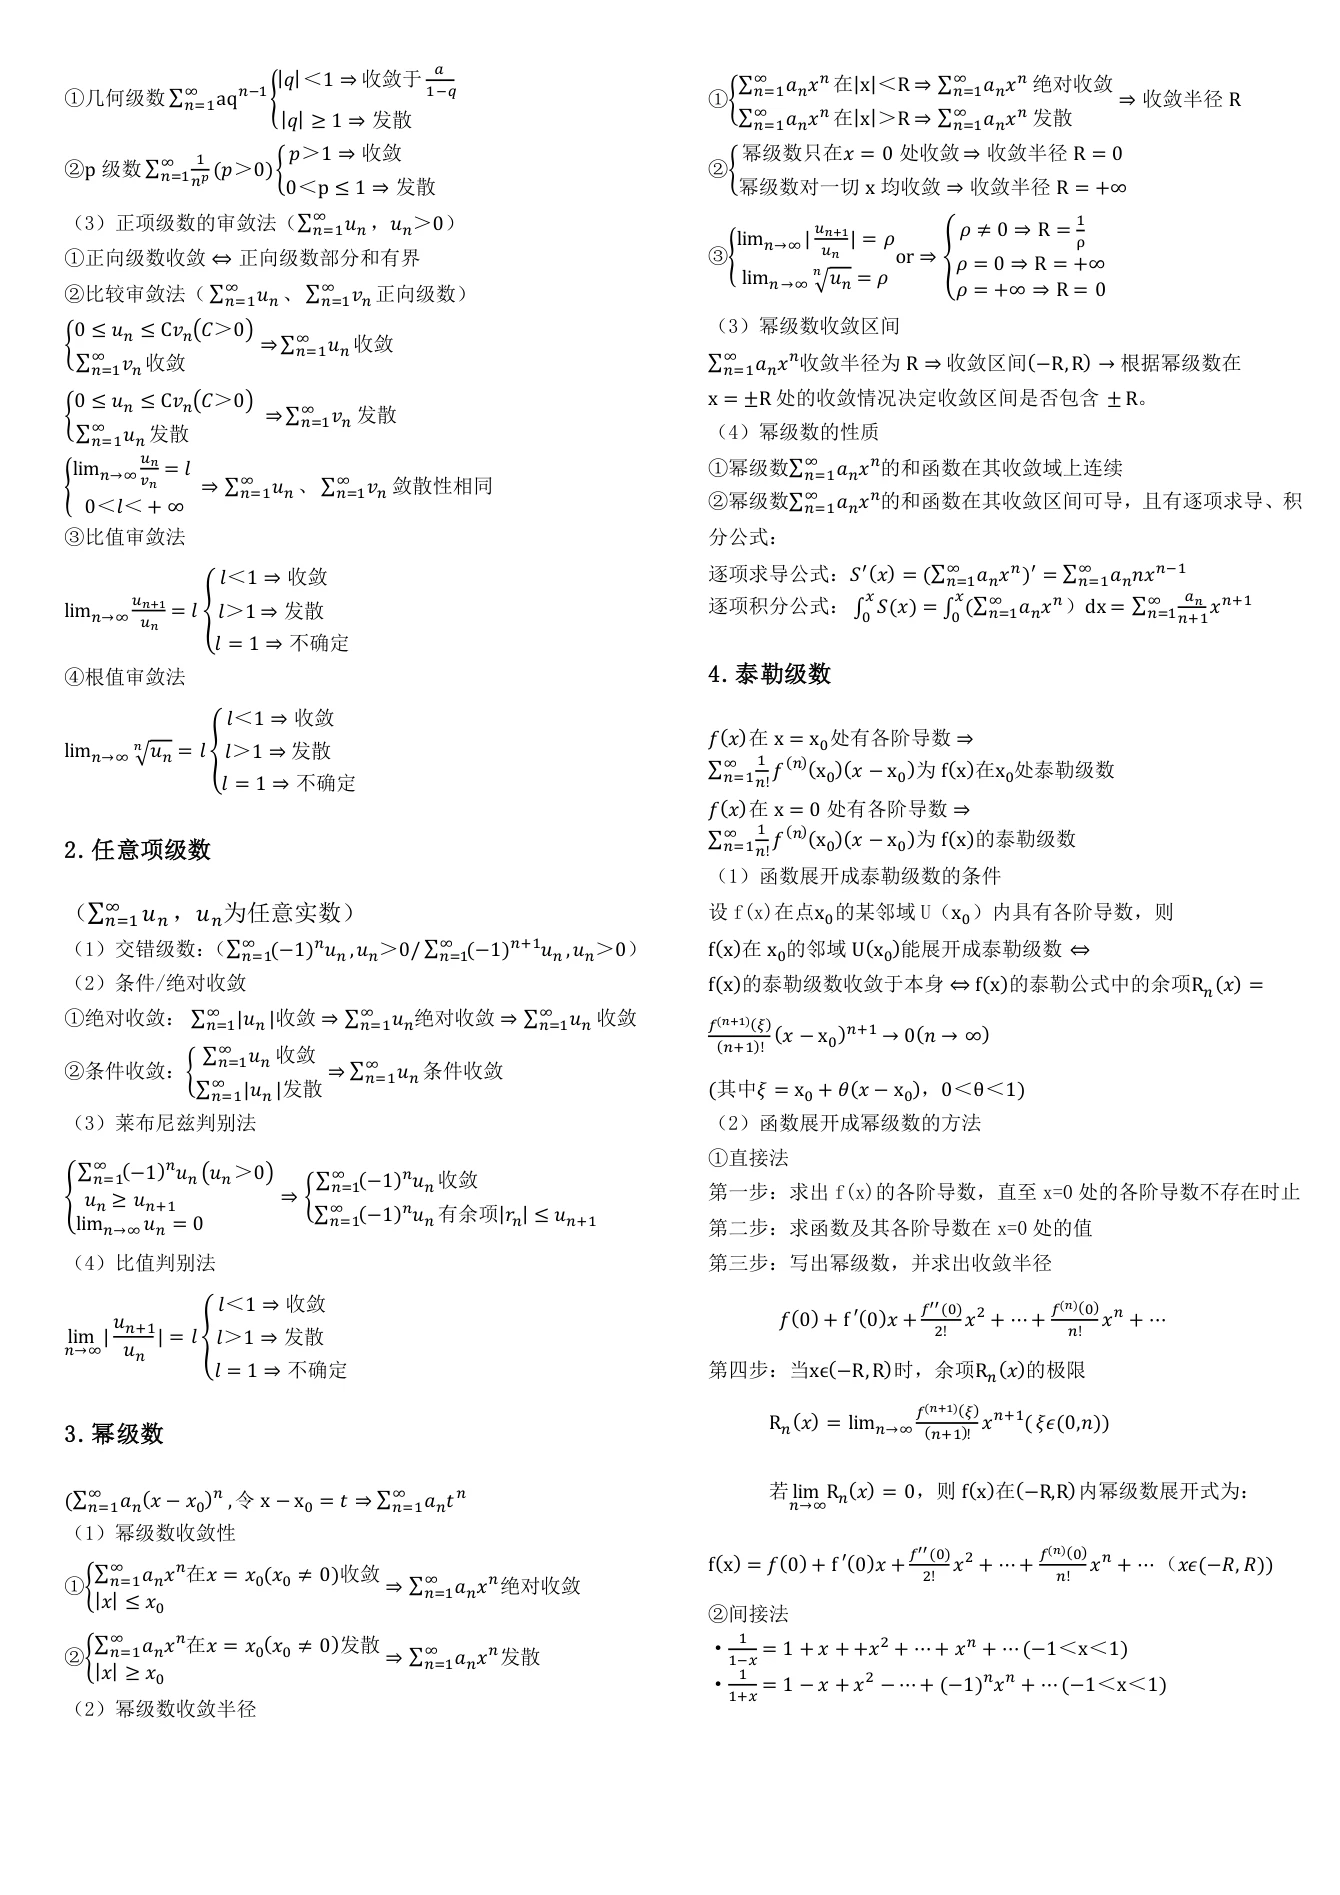 ①几何级数 ∑_{n=1}^{∞} aq^{n−1} { |q|＜1 ⇒ 收敛于 a/(1−q)
|q| ≥ 1 ⇒ 发散
②p 级数 ∑_{n=1}^{∞} 1/n^p (p＞0) { p＞1 ⇒ 收敛
0＜p ≤ 1 ⇒ 发散
（3）正项级数的审敛法（∑_{n=1}^{∞} u_n，u_n＞0）
①正向级数收敛 ⇔ 正向级数部分和有界
②比较审敛法（ ∑_{n=1}^{∞} u_n 、 ∑_{n=1}^{∞} v_n 正向级数）
{ 0 ≤ u_n ≤ Cv_n(C＞0)
∑_{n=1}^{∞} v_n 收敛 ⇒ ∑_{n=1}^{∞} u_n 收敛
{ 0 ≤ u_n ≤ Cv_n(C＞0)
∑_{n=1}^{∞} u_n 发散 ⇒ ∑_{n=1}^{∞} v_n 发散
{ lim_{n→∞} u_n/v_n = l
0＜l＜ + ∞ ⇒ ∑_{n=1}^{∞} u_n 、 ∑_{n=1}^{∞} v_n 敛散性相同
③比值审敛法
lim_{n→∞} u_{n+1}/u_n = l { l＜1 ⇒ 收敛
l＞1 ⇒ 发散
l = 1 ⇒ 不确定
④根值审敛法
lim_{n→∞} ⁿ√u_n = l { l＜1 ⇒ 收敛
l＞1 ⇒ 发散
l = 1 ⇒ 不确定
2. 任意项级数
（∑_{n=1}^{∞} u_n，u_n为任意实数）
（1）交错级数：（∑_{n=1}^{∞}(−1)^n u_n , u_n＞0/ ∑_{n=1}^{∞}(−1)^{n+1} u_n , u_n＞0）
（2）条件/绝对收敛
①绝对收敛： ∑_{n=1}^{∞}|u_n |收敛 ⇒ ∑_{n=1}^{∞} u_n绝对收敛 ⇒ ∑_{n=1}^{∞} u_n 收敛
②条件收敛：{ ∑_{n=1}^{∞} u_n 收敛
∑_{n=1}^{∞}|u_n |发散 ⇒ ∑_{n=1}^{∞} u_n 条件收敛
（3）莱布尼兹判别法
{ ∑_{n=1}^{∞}(−1)^n u_n (u_n＞0)
u_n ≥ u_{n+1}
lim_{n→∞} u_n = 0 ⇒ { ∑_{n=1}^{∞}(−1)^n u_n 收敛
∑_{n=1}^{∞}(−1)^n u_n 有余项|r_n| ≤ u_{n+1}
（4）比值判别法
lim_{n→∞} | u_{n+1}/u_n | = l { l＜1 ⇒ 收敛
l＞1 ⇒ 发散
l = 1 ⇒ 不确定
3. 幂级数
(∑_{n=1}^{∞} a_n(x − x_0)^n , 令 x − x_0 = t ⇒ ∑_{n=1}^{∞} a_n t^n
（1）幂级数收敛性
①{ ∑_{n=1}^{∞} a_n x^n在x = x_0(x_0 ≠ 0)收敛
|x| ≤ x_0 ⇒ ∑_{n=1}^{∞} a_n x^n绝对收敛
②{ ∑_{n=1}^{∞} a_n x^n在x = x_0(x_0 ≠ 0)发散
|x| ≥ x_0 ⇒ ∑_{n=1}^{∞} a_n x^n发散
（2）幂级数收敛半径
①{ ∑_{n=1}^{∞} a_n x^n 在|x|＜R ⇒ ∑_{n=1}^{∞} a_n x^n 绝对收敛
∑_{n=1}^{∞} a_n x^n 在|x|＞R ⇒ ∑_{n=1}^{∞} a_n x^n 发散 ⇒ 收敛半径 R
②{ 幂级数只在x = 0 处收敛 ⇒ 收敛半径 R = 0
幂级数对一切 x 均收敛 ⇒ 收敛半径 R = +∞
③{ lim_{n→∞} | u_{n+1}/u_n | = ρ
lim_{n→∞} ⁿ√u_n = ρ or ⇒ { ρ ≠ 0 ⇒ R = 1/ρ
ρ = 0 ⇒ R = +∞
ρ = +∞ ⇒ R = 0
（3）幂级数收敛区间
∑_{n=1}^{∞} a_n x^n收敛半径为 R ⇒ 收敛区间(−R, R) → 根据幂级数在
x = ±R 处的收敛情况决定收敛区间是否包含 ± R。
（4）幂级数的性质
①幂级数∑_{n=1}^{∞} a_n x^n的和函数在其收敛域上连续
②幂级数∑_{n=1}^{∞} a_n x^n的和函数在其收敛区间可导，且有逐项求导、积
分公式：
逐项求导公式：S′(x) = (∑_{n=1}^{∞} a_n x^n)′ = ∑_{n=1}^{∞} a_n nx^{n−1}
逐项积分公式： ∫_0^x S(x) = ∫_0^x (∑_{n=1}^{∞} a_n x^n）dx = ∑_{n=1}^{∞} a_n/(n+1) x^{n+1}
4. 泰勒级数
f(x) 在 x = x_0处有各阶导数 ⇒
∑_{n=1}^{∞} 1/n! f^{(n)}(x_0)(x − x_0)为 f(x)在x_0处泰勒级数
f(x) 在 x = 0 处有各阶导数 ⇒
∑_{n=1}^{∞} 1/n! f^{(n)}(x_0)(x − x_0)为 f(x)的泰勒级数
（1）函数展开成泰勒级数的条件
设 f(x)在点x_0的某邻域 U（x_0）内具有各阶导数，则
f(x)在 x_0的邻域 U(x_0)能展开成泰勒级数 ⇔
f(x)的泰勒级数收敛于本身 ⇔ f(x)的泰勒公式中的余项R_n(x) =
f^{(n+1)}(ξ)/(n+1)! (x − x_0)^{n+1} → 0(n → ∞)
(其中ξ = x_0 + θ(x − x_0)，0＜θ＜1)
（2）函数展开成幂级数的方法
①直接法
第一步：求出 f(x)的各阶导数，直至 x=0 处的各阶导数不存在时止
第二步：求函数及其各阶导数在 x=0 处的值
第三步：写出幂级数，并求出收敛半径
f(0) + f ′(0)x + f′′(0)/2! x^2 + ⋯ + f^{(n)}(0)/n! x^n + ⋯
第四步：当xϵ(−R, R)时，余项R_n(x)的极限
R_n(x) = lim_{n→∞} f^{(n+1)}(ξ)/(n+1)! x^{n+1}(ξϵ(0,n))
若 lim_{n→∞} R_n(x) = 0，则 f(x)在(−R,R)内幂级数展开式为：
f(x) = f(0) + f ′(0)x + f′′(0)/2! x^2 + ⋯ + f^{(n)}(0)/n! x^n + ⋯（xϵ(−R, R))
②间接法
• 1/(1−x) = 1 + x + +x^2 + ⋯ + x^n + ⋯ (−1＜x＜1)
• 1/(1+x) = 1 − x + x^2 − ⋯ + (−1)^n x^n + ⋯ (−1＜x＜1)